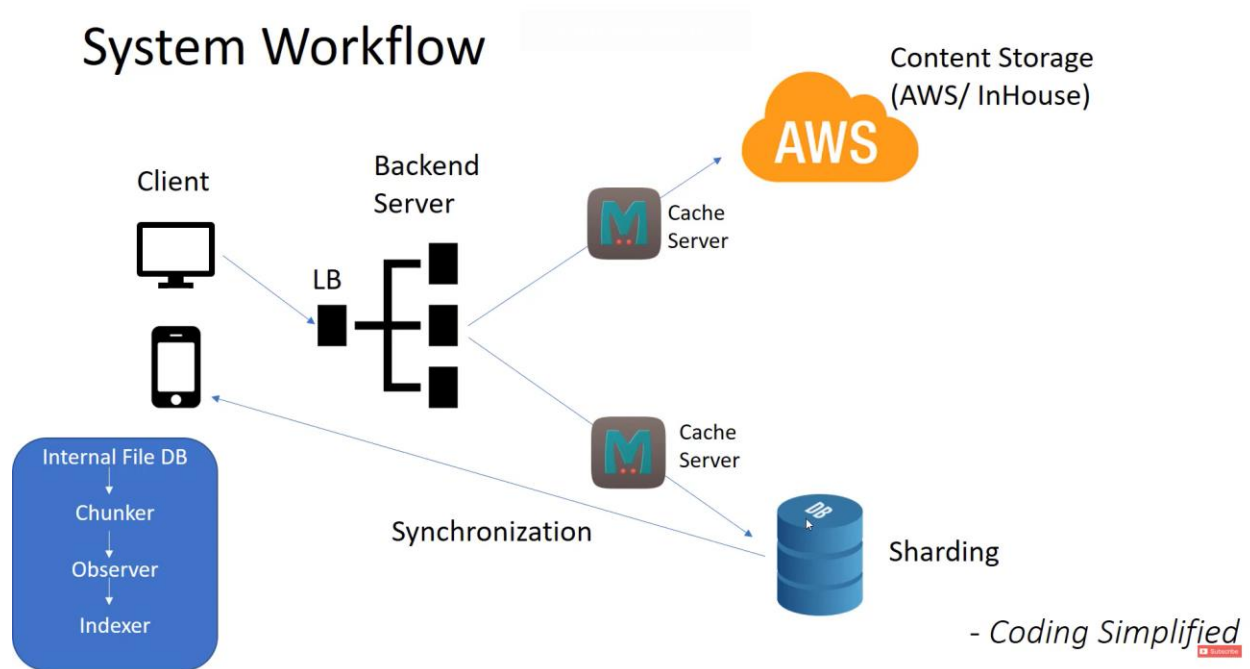 System Workflow
Content Storage
(AWS/ InHouse)
AWS
Client
Backend
Server
Cache
Server
LB
Cache
Server
Internal File DB
Chunker
Observer
Indexer
Synchronization
DB
Sharding
- Coding Simplified
Subscribe